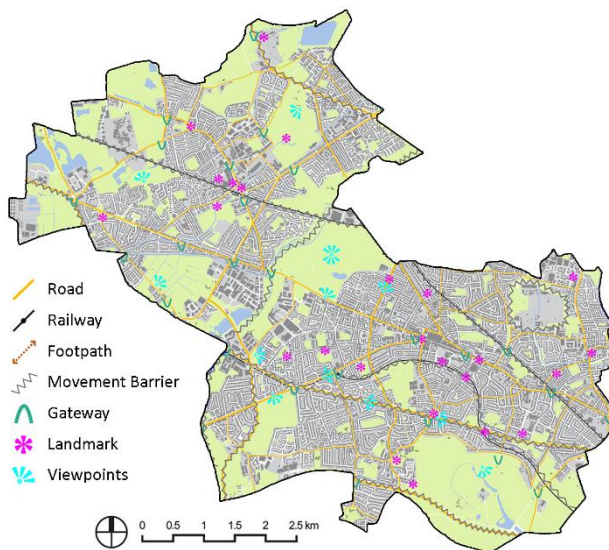 Road
Railway
Footpath
Movement Barrier
Gateway
Landmark
Viewpoints
0 0.5 1 1.5 2 2.5 km